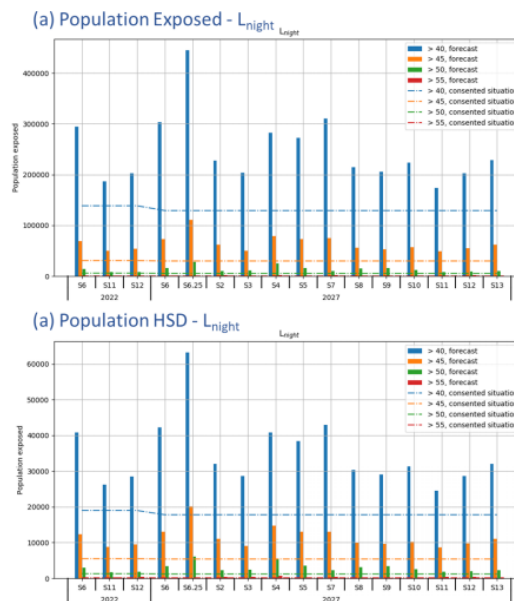 (a) Population Exposed - Lnight
Lnight
> 40, forecast
> 45, forecast
> 50, forecast
> 55, forecast
> 40, consented situation
> 45, consented situation
> 50, consented situation
> 55, consented situation
Population exposed
400000
300000
200000
100000
0
S6 S11 S12 S6 S6.25 S2 S3 S4 S5 S7 S8 S9 S10 S11 S12 S13
2022 2027
(a) Population HSD - Lnight
Lnight
> 40, forecast
> 45, forecast
> 50, forecast
> 55, forecast
> 40, consented situation
> 45, consented situation
> 50, consented situation
> 55, consented situation
Population exposed
60000
50000
40000
30000
20000
10000
0
S6 S11 S12 S6 S6.25 S2 S3 S4 S5 S7 S8 S9 S10 S11 S12 S13
2022 2027